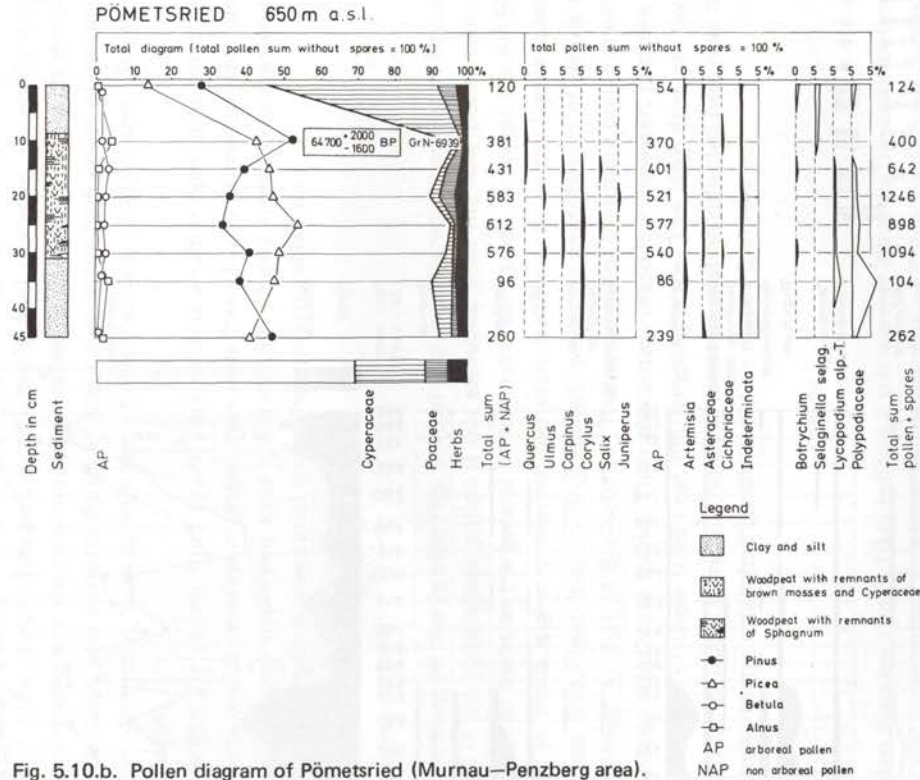 PÖMETSRIED 650 m a.s.l.
Total diagram (total pollen sum without spores = 100 %)
total pollen sum without spores = 100 %
0 10 20 30 40 50 60 70 80 90 100%
5 5 5 5 5 5%
5 5 5 5%
5 5 5 5%
0 120 54 124
64 700 + 2000 - 1600 B.P. GrN-6939
10 381 370 400
431 401 642
20 583 521 1246
612 577 898
30 576 540 1094
96 86 104
40
45 260 239 262
Depth in cm
Sediment
AP
Cyperaceae
Poaceae
Herbs
Total sum (AP + NAP)
Quercus
Ulmus
Carpinus
Corylus
Salix
Juniperus
AP
Artemisia
Asteraceae
Cichoriaceae
Indeterminata
Botrychium
Selaginella selag.
Lycopodium alp.-T.
Polypodiaceae
Total sum pollen + spores
Legend
Clay and silt
Woodpeat with remnants of
brown mosses and Cyperaceae
Woodpeat with remnants
of Sphagnum
Pinus
Picea
Betula
Alnus
AP arboreal pollen
NAP non arboreal pollen
Fig. 5.10.b. Pollen diagram of Pömetsried (Murnau–Penzberg area).